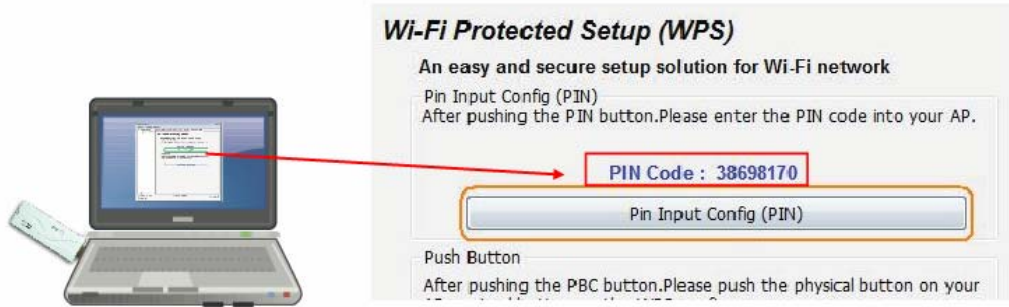 Wi-Fi Protected Setup (WPS)
An easy and secure setup solution for Wi-Fi network
Pin Input Config (PIN)
After pushing the PIN button.Please enter the PIN code into your AP.
PIN Code : 38698170
Pin Input Config (PIN)
Push Button
After pushing the PBC button.Please push the physical button on your